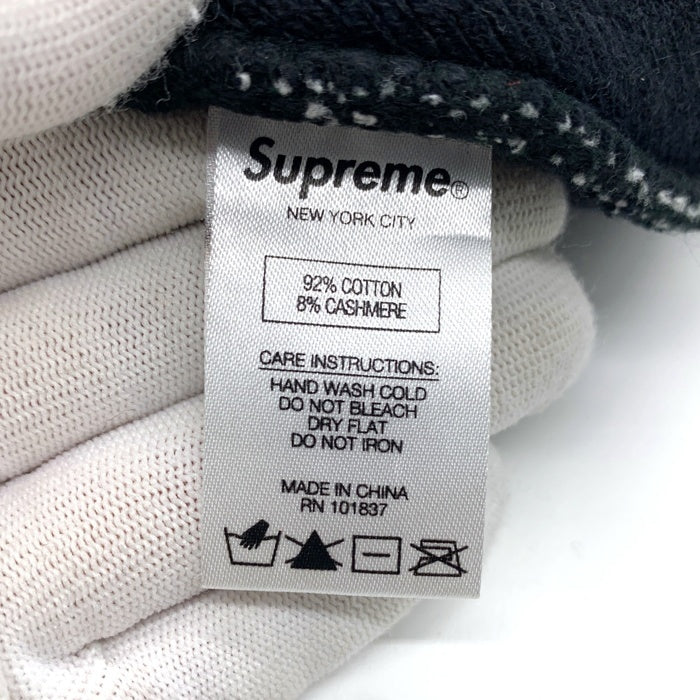 Supreme®
NEW YORK CITY
92% COTTON
8% CASHMERE
CARE INSTRUCTIONS:
HAND WASH COLD
DO NOT BLEACH
DRY FLAT
DO NOT IRON
MADE IN CHINA
RN 101837